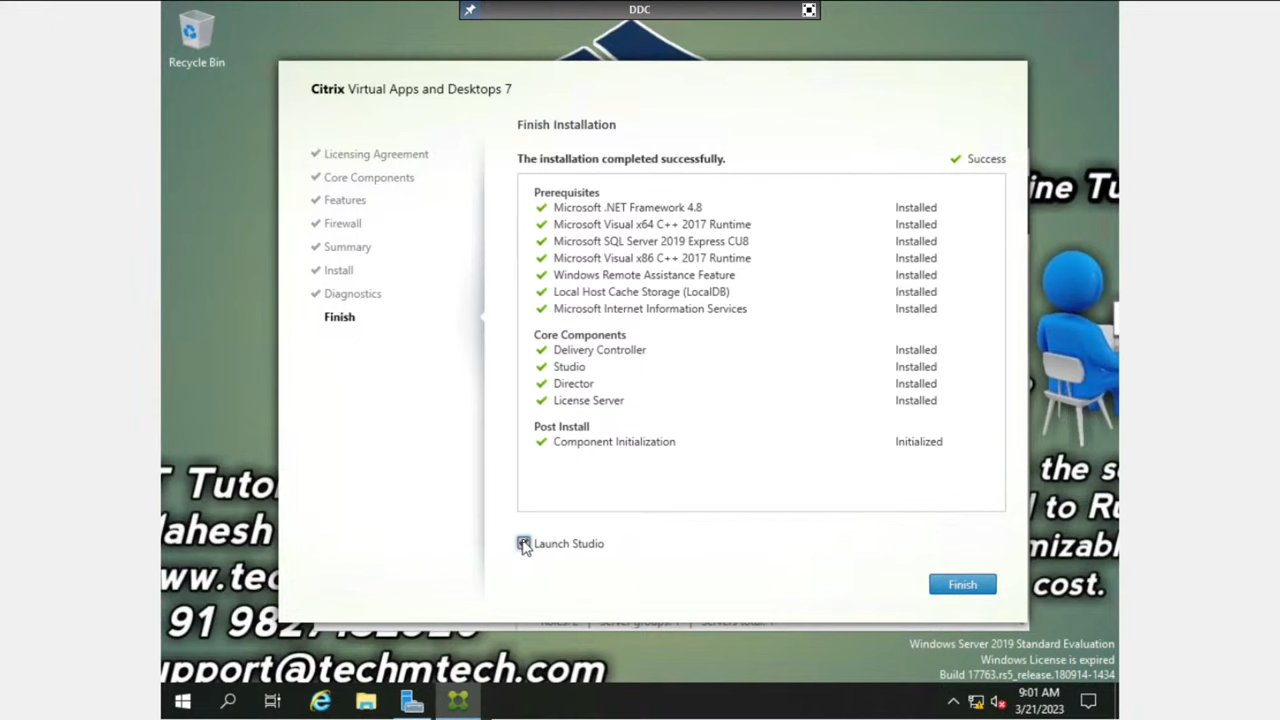 DDC
Recycle Bin
Citrix Virtual Apps and Desktops 7
Finish Installation
Licensing Agreement
Core Components
Features
Firewall
Summary
Install
Diagnostics
Finish
The installation completed successfully.
Success
Prerequisites
Microsoft .NET Framework 4.8 Installed
Microsoft Visual x64 C++ 2017 Runtime Installed
Microsoft SQL Server 2019 Express CU8 Installed
Microsoft Visual x86 C++ 2017 Runtime Installed
Windows Remote Assistance Feature Installed
Local Host Cache Storage (LocalDB) Installed
Microsoft Internet Information Services Installed
Core Components
Delivery Controller Installed
Studio Installed
Director Installed
License Server Installed
Post Install
Component Initialization Initialized
Launch Studio
Finish
ine Tu
the s
l to Ru
mizabl
cost.
T Tuto
ahesh
ww.tec
91 982
upport@techmtech.com
Windows Server 2019 Standard Evaluation
Windows License is expired
Build 17763.rs5_release.180914-1434
9:01 AM
3/21/2023